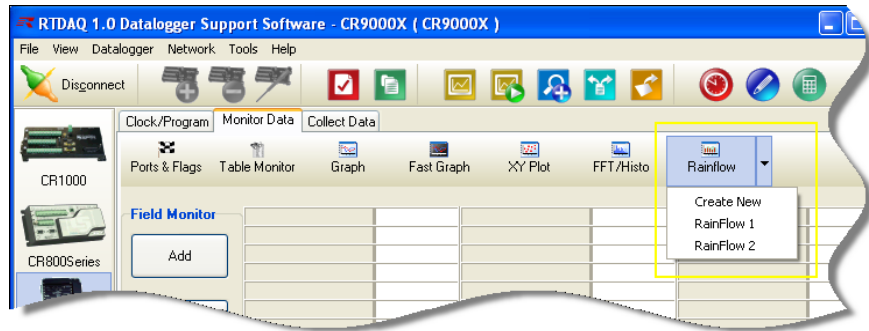 RTDAQ 1.0 Datalogger Support Software - CR9000X ( CR9000X )
File View Datalogger Network Tools Help
Disconnect
Clock/Program Monitor Data Collect Data
Ports & Flags Table Monitor Graph Fast Graph XY Plot FFT/Histo Rainflow
CR1000
Create New
RainFlow 1
RainFlow 2
Field Monitor
Add
CR800Series